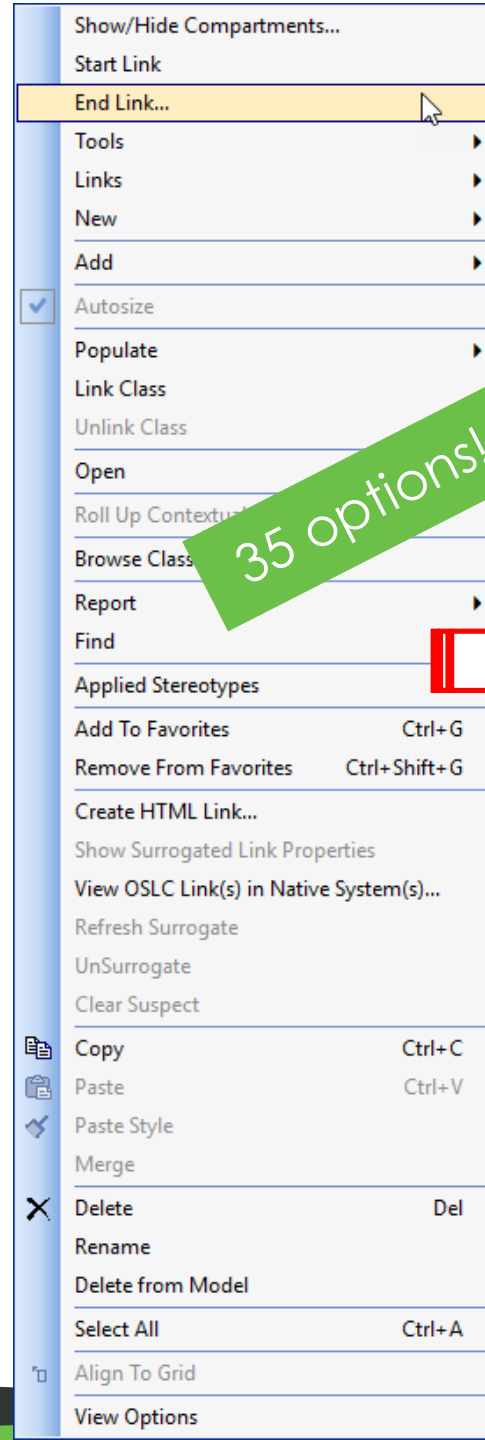 Show/Hide Compartments...
Start Link
End Link...
Tools
Links
New
Add
Autosize
Populate
Link Class
Unlink Class
Open
Roll Up
35 options!
Browse Class
Report
Find
Applied Stereotypes
Add To Favorites Ctrl+G
Remove From Favorites Ctrl+Shift+G
Create HTML Link...
Show Surrogated Link Properties
View OSLC Link(s) in Native System(s)...
Refresh Surrogate
UnSurrogate
Clear Suspect
Copy Ctrl+C
Paste Ctrl+V
Paste Style
Merge
Delete Del
Rename
Delete from Model
Select All Ctrl+A
Align To Grid
View Options